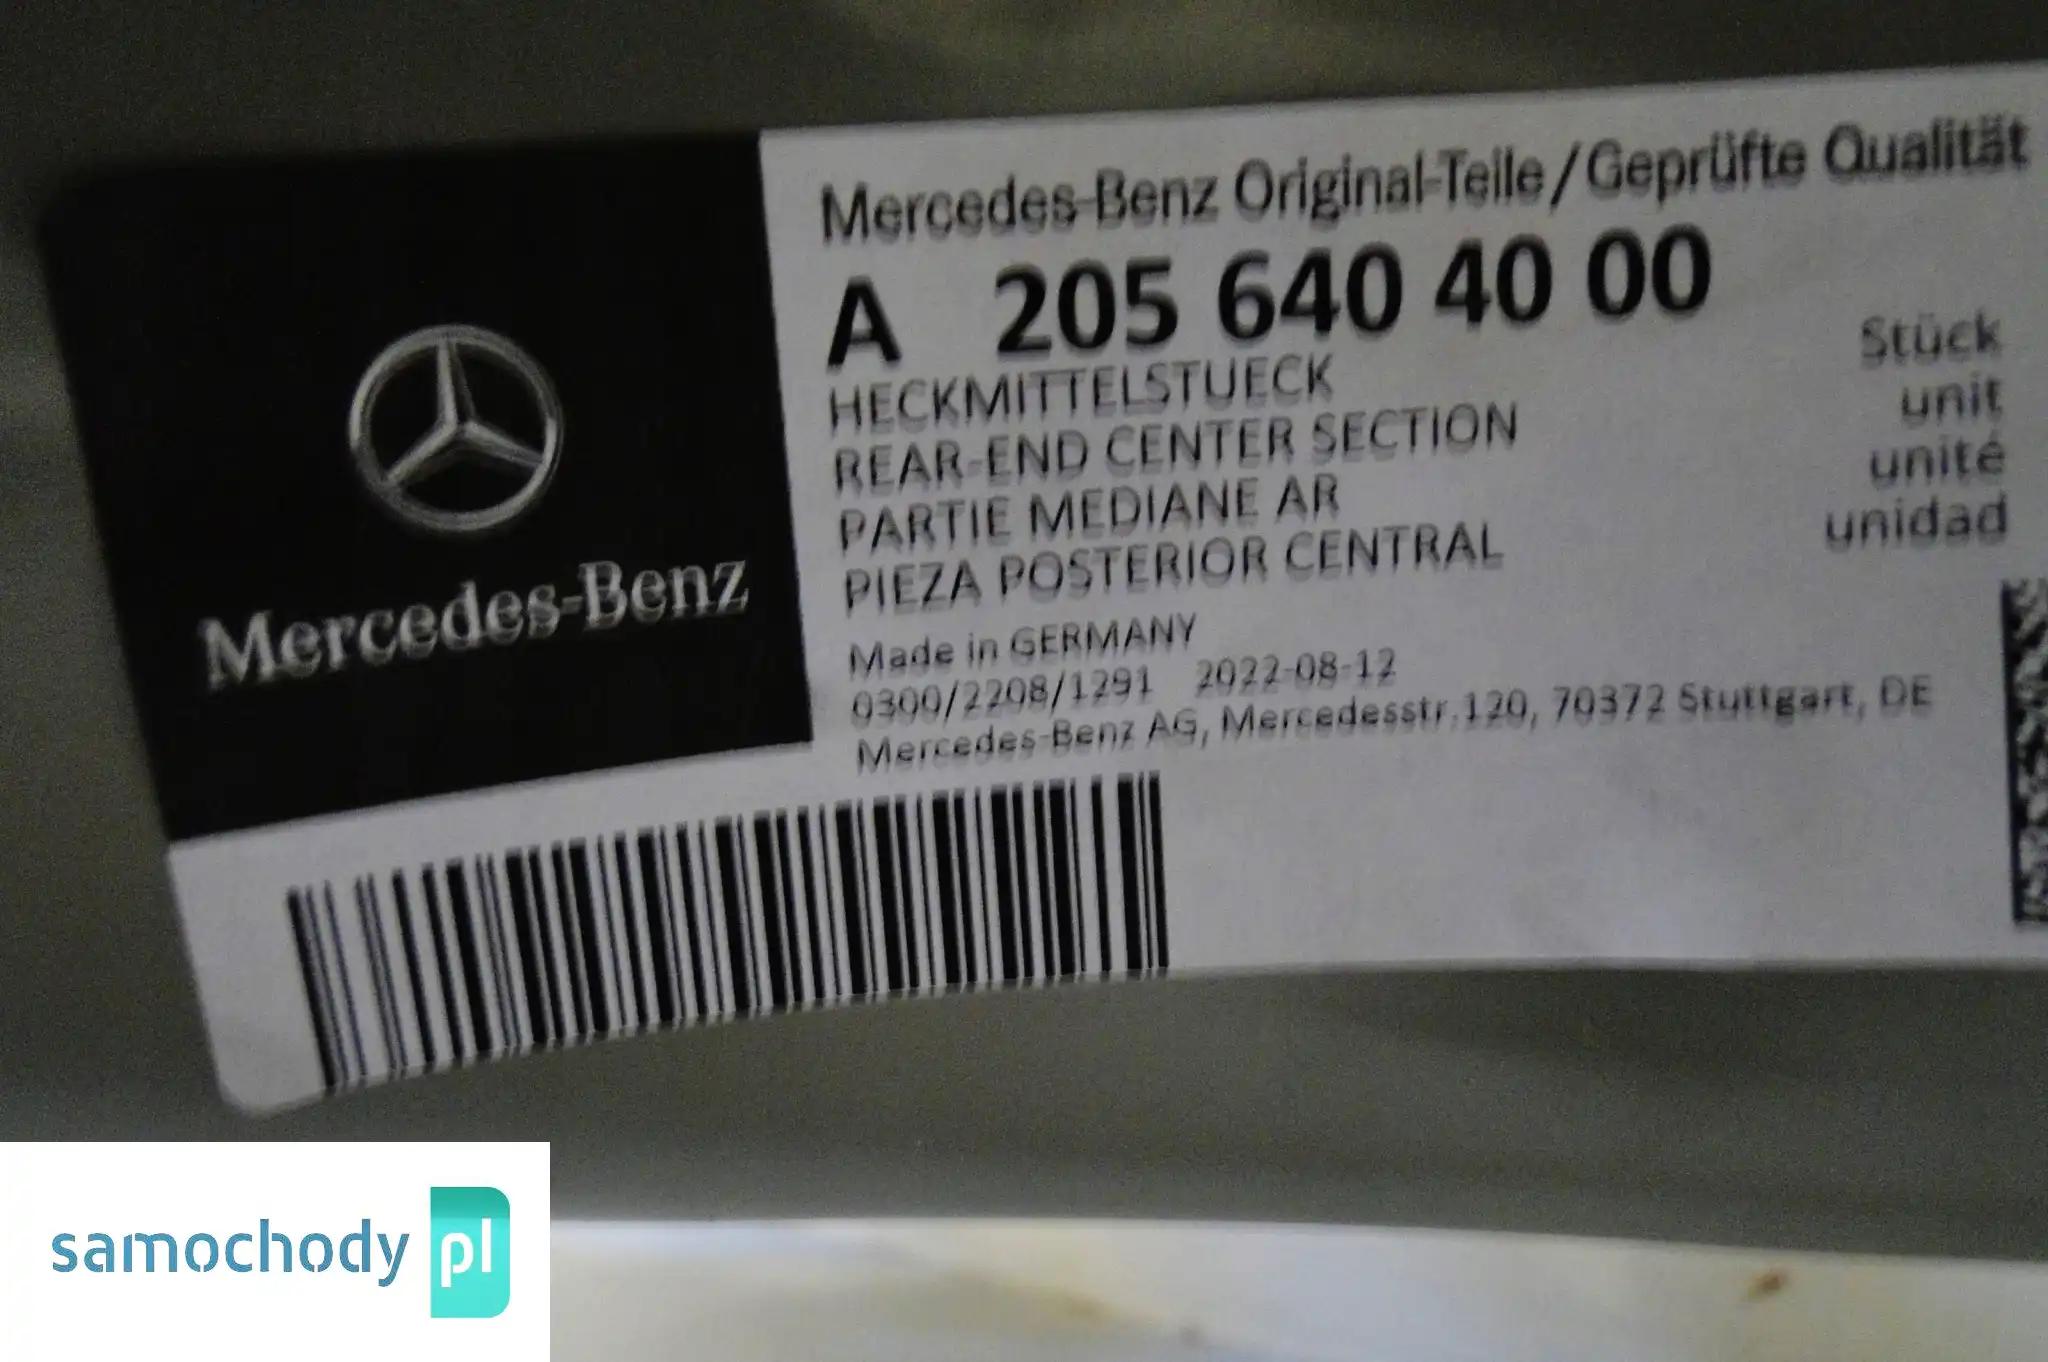 Mercedes-Benz Original-Teile/Geprüfte Qualität
A 205 640 40 00
HECKMITTELSTUECK
REAR-END CENTER SECTION
PARTIE MEDIANE AR
PIEZA POSTERIOR CENTRAL
Stück
unit
unité
unidad
Made in GERMANY
0300/2208/1291 2022-08-12
Mercedes-Benz AG, Mercedesstr.120, 70372 Stuttgart, DE
Mercedes-Benz
samochody pl